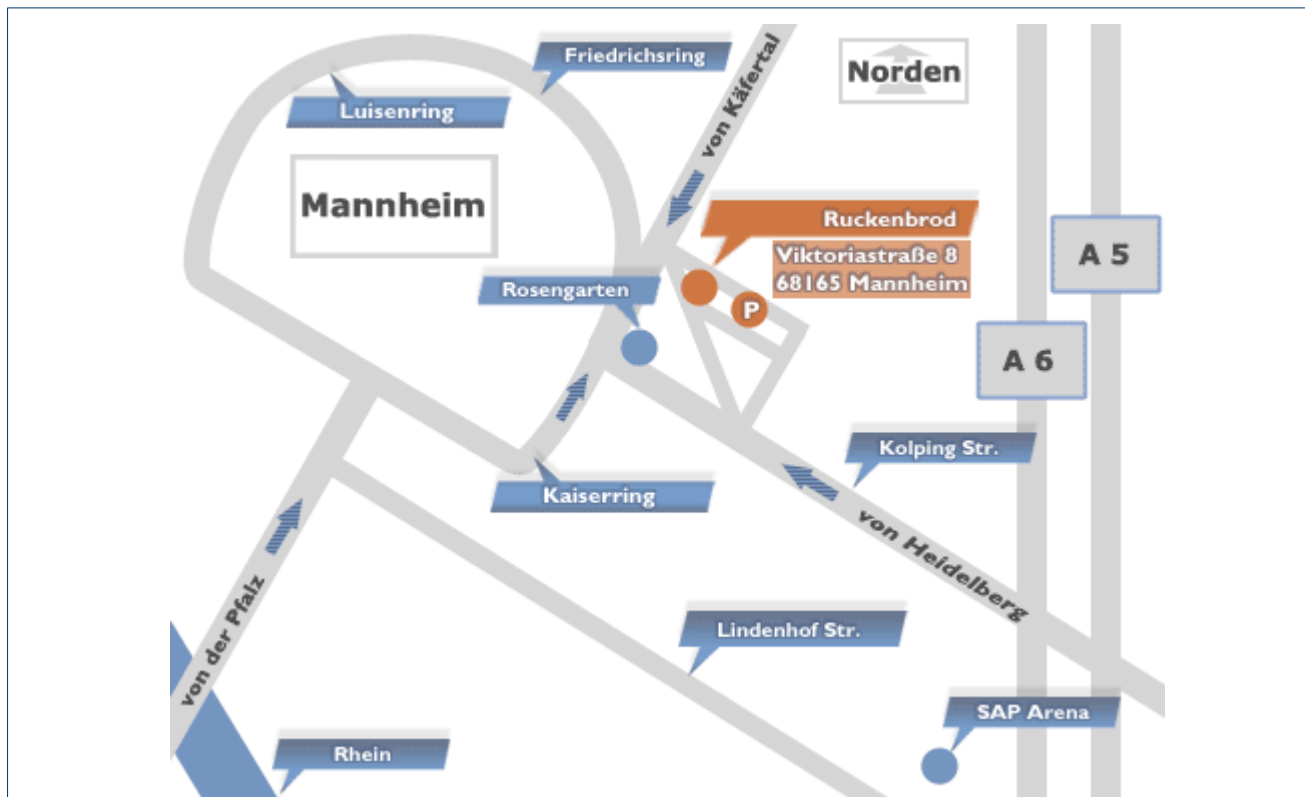 Friedrichsring
Luisenring
von Käfertal
Norden
Mannheim
Ruckenbrod
Viktoriastraße 8
68165 Mannheim
A 5
Rosengarten
P
A 6
Kolping Str.
Kaiserring
von Heidelberg
von der Pfalz
Lindenhof Str.
SAP Arena
Rhein